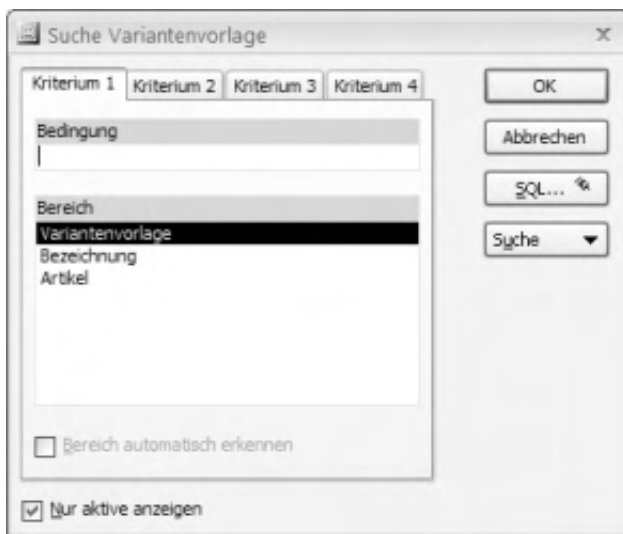 Suche Variantenvorlage
Kriterium 1 Kriterium 2 Kriterium 3 Kriterium 4
OK
Bedingung
Abbrechen
SQL...
Bereich
Suche
Variantenvorlage
Bezeichnung
Artikel
Bereich automatisch erkennen
Nur aktive anzeigen